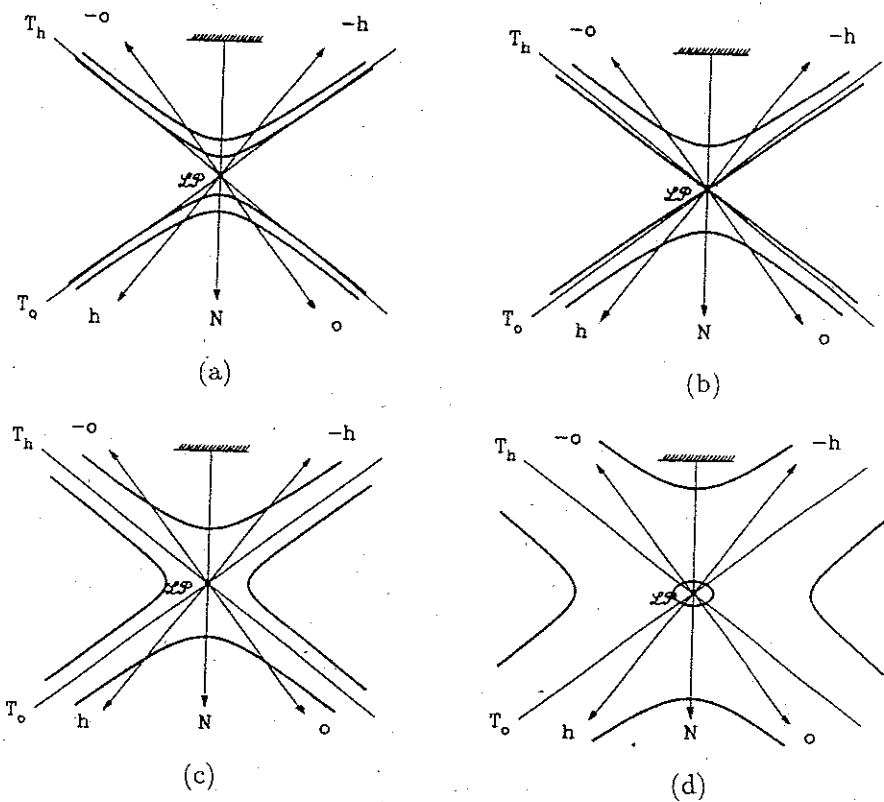 T_h -o -h
LP
T_o h N o
(a)
T_h -o -h
LP
T_o h N o
(b)
T_h -o -h
LP
T_o h N o
(c)
T_h -o -h
LP
T_o h N o
(d)